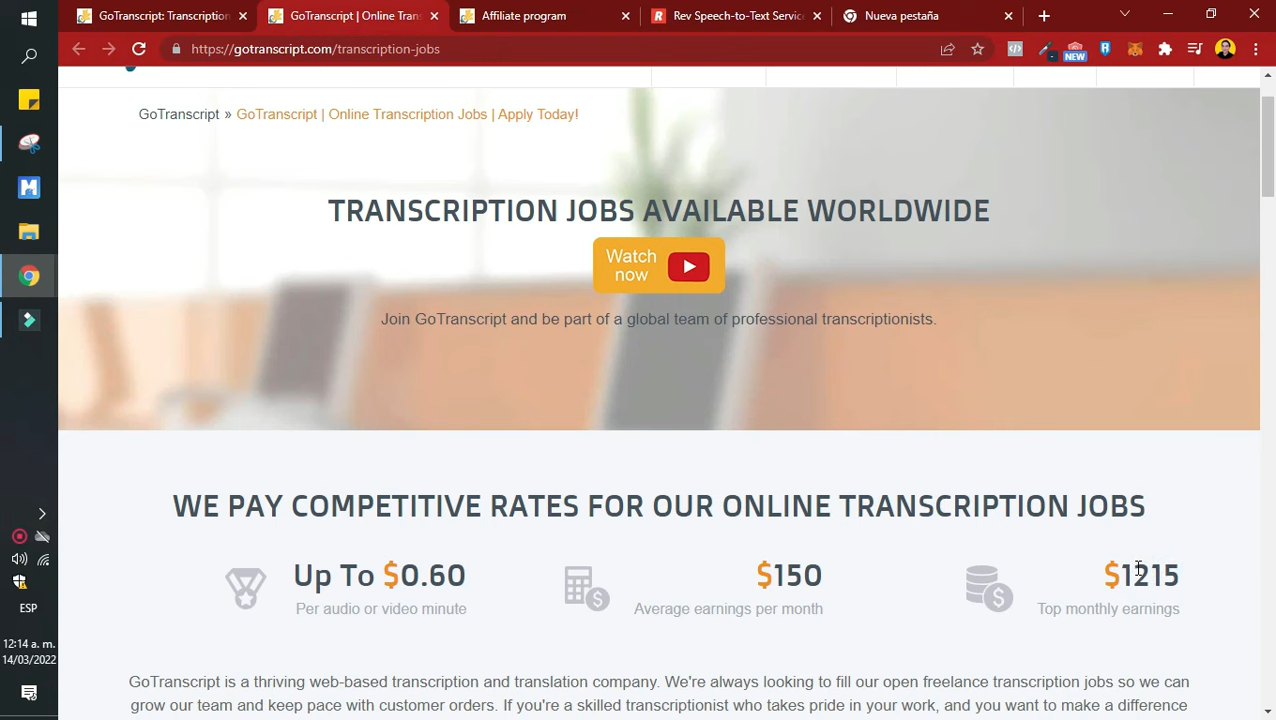 GoTranscript: Transcription
GoTranscript | Online Tran
Affiliate program
Rev Speech-to-Text Service
Nueva pestaña
https://gotranscript.com/transcription-jobs
NEW
GoTranscript » GoTranscript | Online Transcription Jobs | Apply Today!
TRANSCRIPTION JOBS AVAILABLE WORLDWIDE
Watch
now
Join GoTranscript and be part of a global team of professional transcriptionists.
WE PAY COMPETITIVE RATES FOR OUR ONLINE TRANSCRIPTION JOBS
Up To $0.60
Per audio or video minute
$150
Average earnings per month
$1215
Top monthly earnings
GoTranscript is a thriving web-based transcription and translation company. We're always looking to fill our open freelance transcription jobs so we can
grow our team and keep pace with customer orders. If you're a skilled transcriptionist who takes pride in your work, and you want to make a difference
ESP
12:14 a. m.
14/03/2022